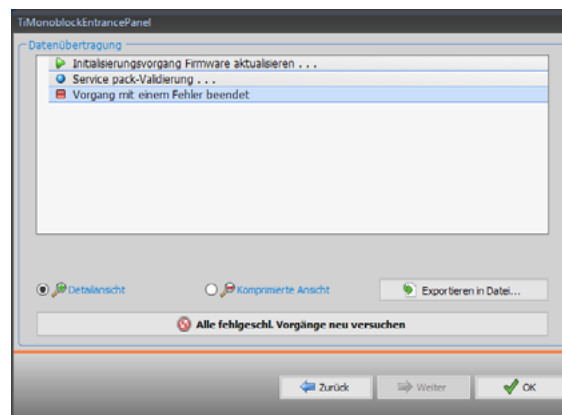 TiMonoblockEntrancePanel
Datenübertragung
Initialisierungsvorgang Firmware aktualisieren . . .
Service pack-Validierung . . .
Vorgang mit einem Fehler beendet
Detailansicht
Komprimierte Ansicht
Exportieren in Datei...
Alle fehlgeschl. Vorgänge neu versuchen
Zurück
Weiter
OK